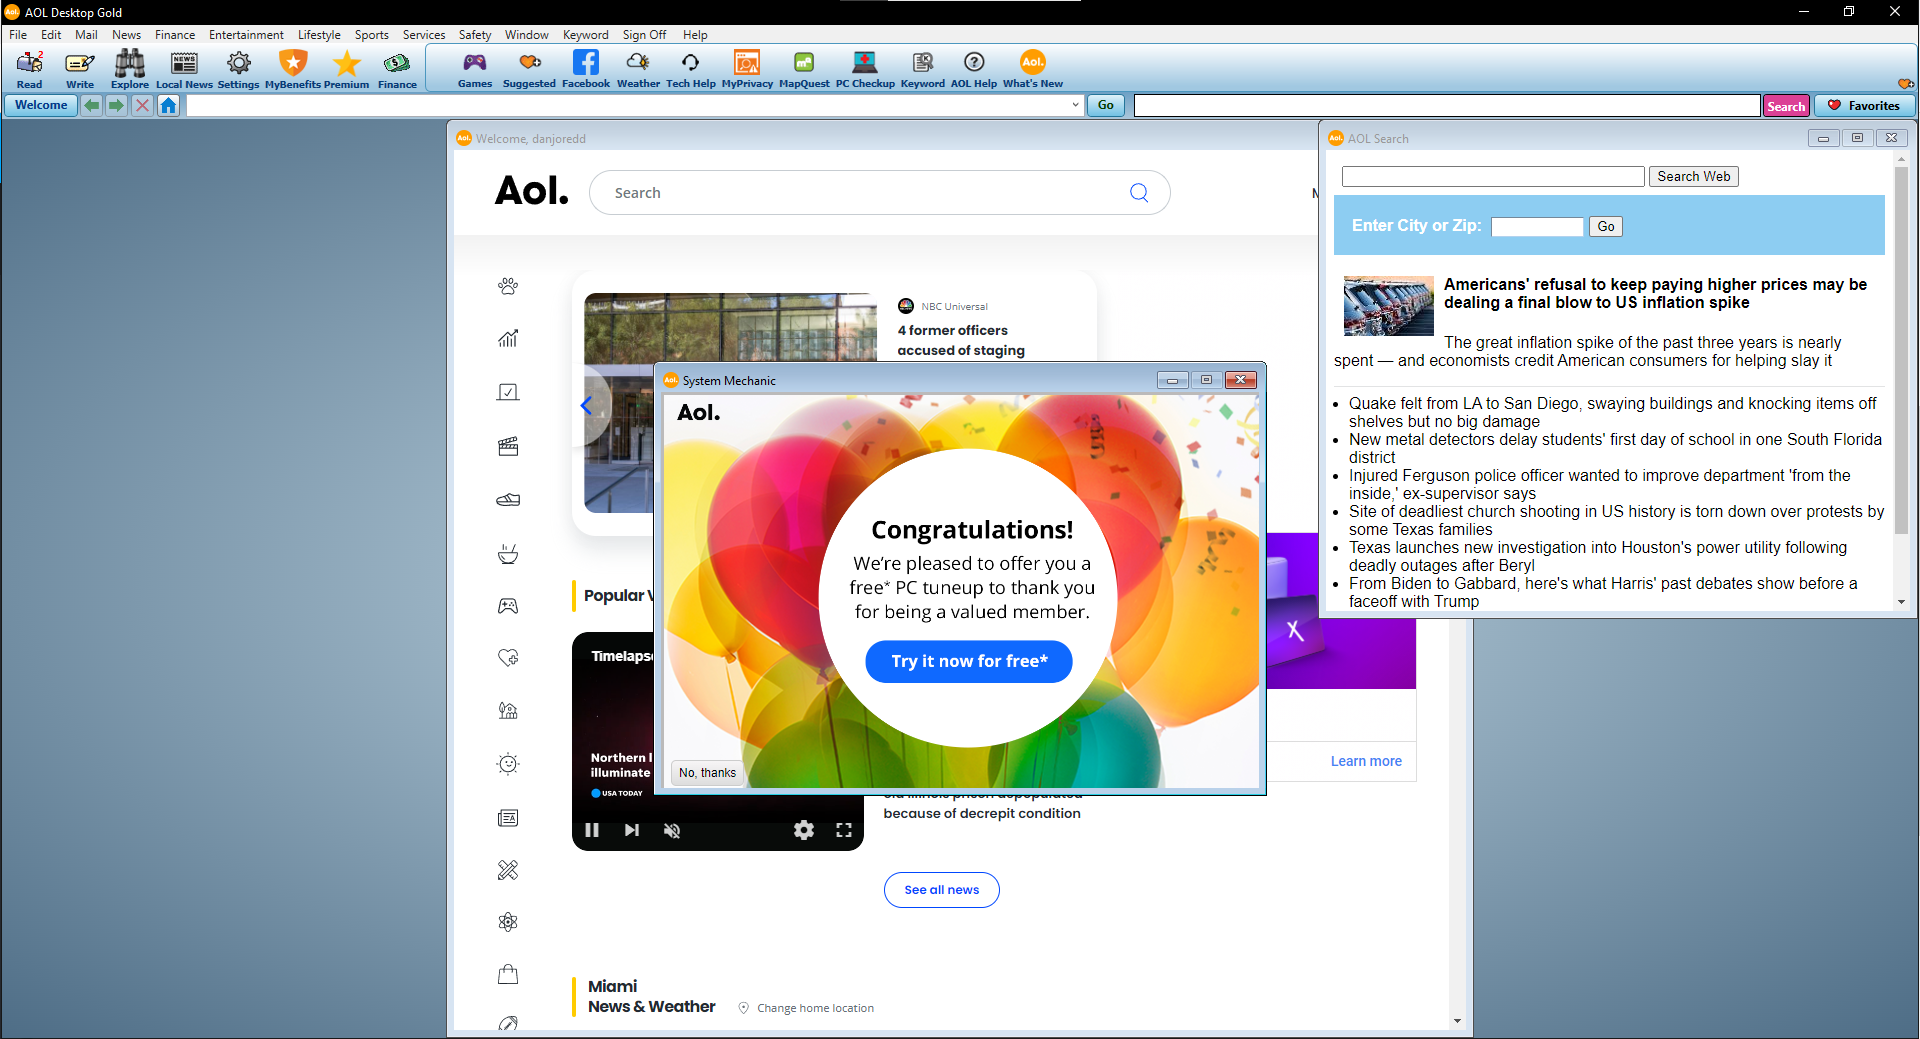 Aol. AOL Desktop Gold
File Edit Mail News Finance Entertainment Lifestyle Sports Services Safety Window Keyword Sign Off Help
2
NEWS
Aol.
Read Write Explore Local News Settings MyBenefits Premium Finance Games Suggested Facebook Weather Tech Help MyPrivacy MapQuest PC Checkup Keyword AOL Help What's New
Welcome
Go
Search
Favorites
Aol. Welcome, danjoredd
Aol.
Search
M
NBC Universal
4 former officers
accused of staging
Popular V
Timelapse
Northern l
illuminate
USA TODAY
old Illinois prison depopulated
because of decrepit condition
See all news
X
Learn more
Miami
News & Weather
Change home location
Aol. System Mechanic
Aol.
Congratulations!
We're pleased to offer you a
free* PC tuneup to thank you
for being a valued member.
Try it now for free*
No, thanks
Aol. AOL Search
Search Web
Enter City or Zip:
Go
Americans' refusal to keep paying higher prices may be
dealing a final blow to US inflation spike
The great inflation spike of the past three years is nearly
spent — and economists credit American consumers for helping slay it
• Quake felt from LA to San Diego, swaying buildings and knocking items off
shelves but no big damage
• New metal detectors delay students' first day of school in one South Florida
district
• Injured Ferguson police officer wanted to improve department 'from the
inside,' ex-supervisor says
• Site of deadliest church shooting in US history is torn down over protests by
some Texas families
• Texas launches new investigation into Houston's power utility following
deadly outages after Beryl
• From Biden to Gabbard, here's what Harris' past debates show before a
faceoff with Trump